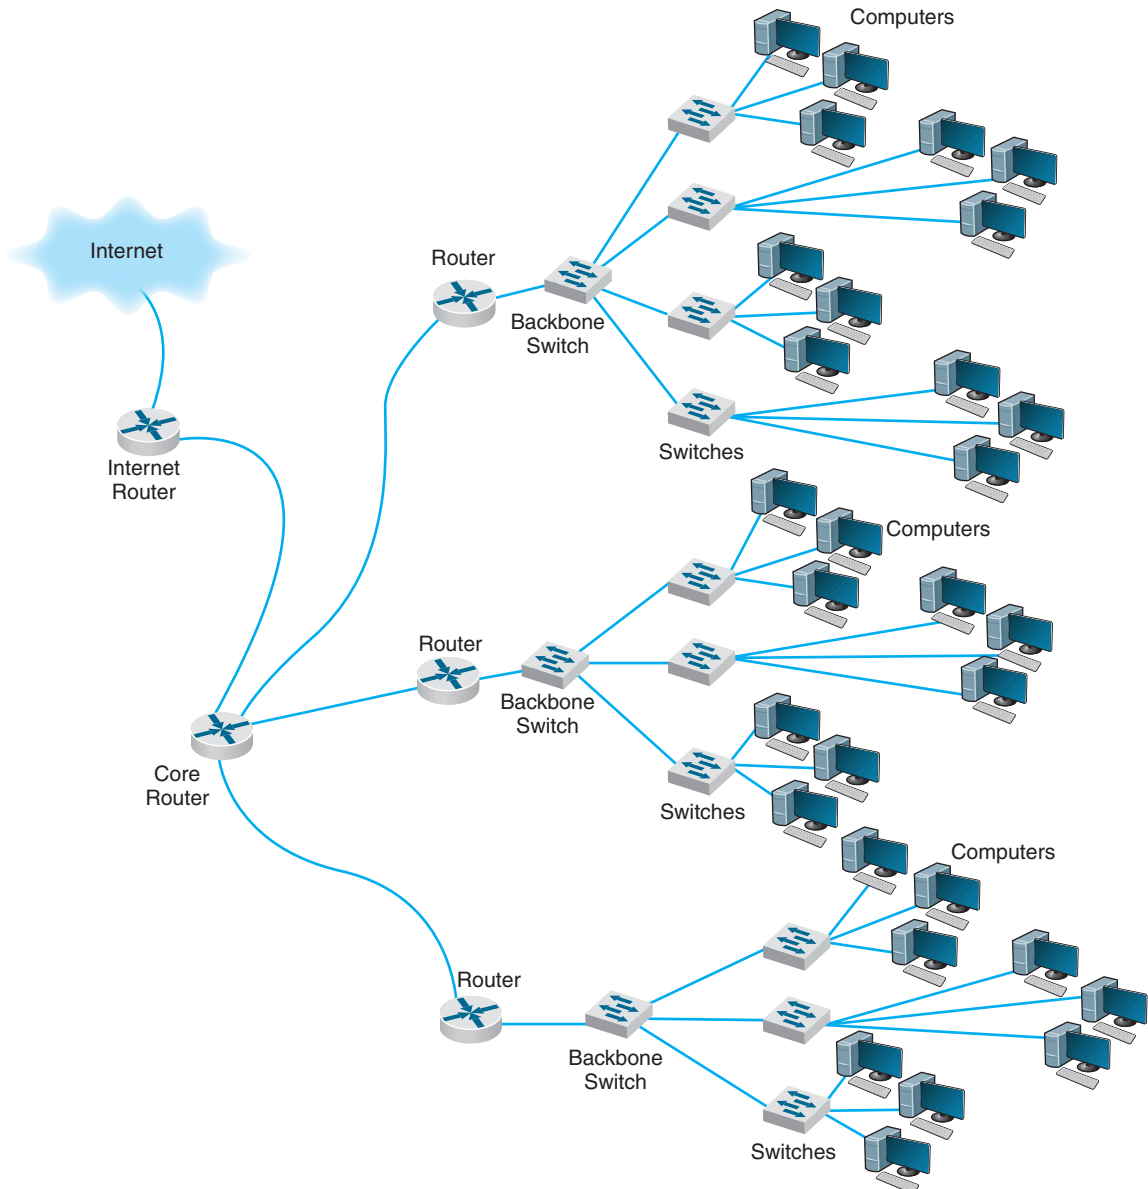 Computers
Internet
Router
Backbone
Switch
Switches
Internet
Router
Computers
Router
Backbone
Switch
Core
Router
Switches
Computers
Router
Backbone
Switch
Switches